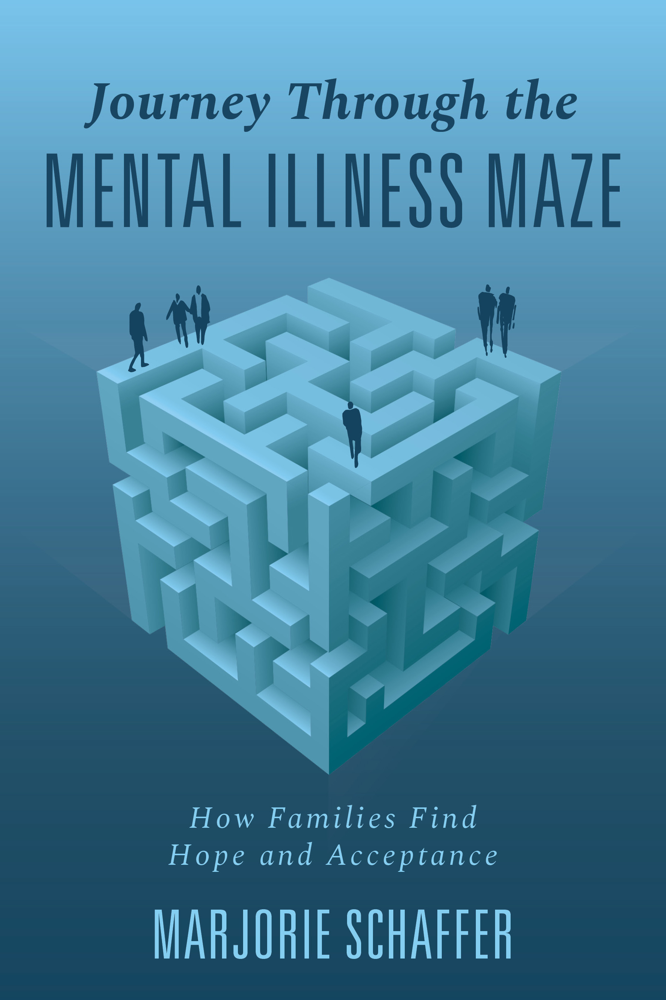 Journey Through the
MENTAL ILLNESS MAZE
How Families Find
Hope and Acceptance
MARJORIE SCHAFFER